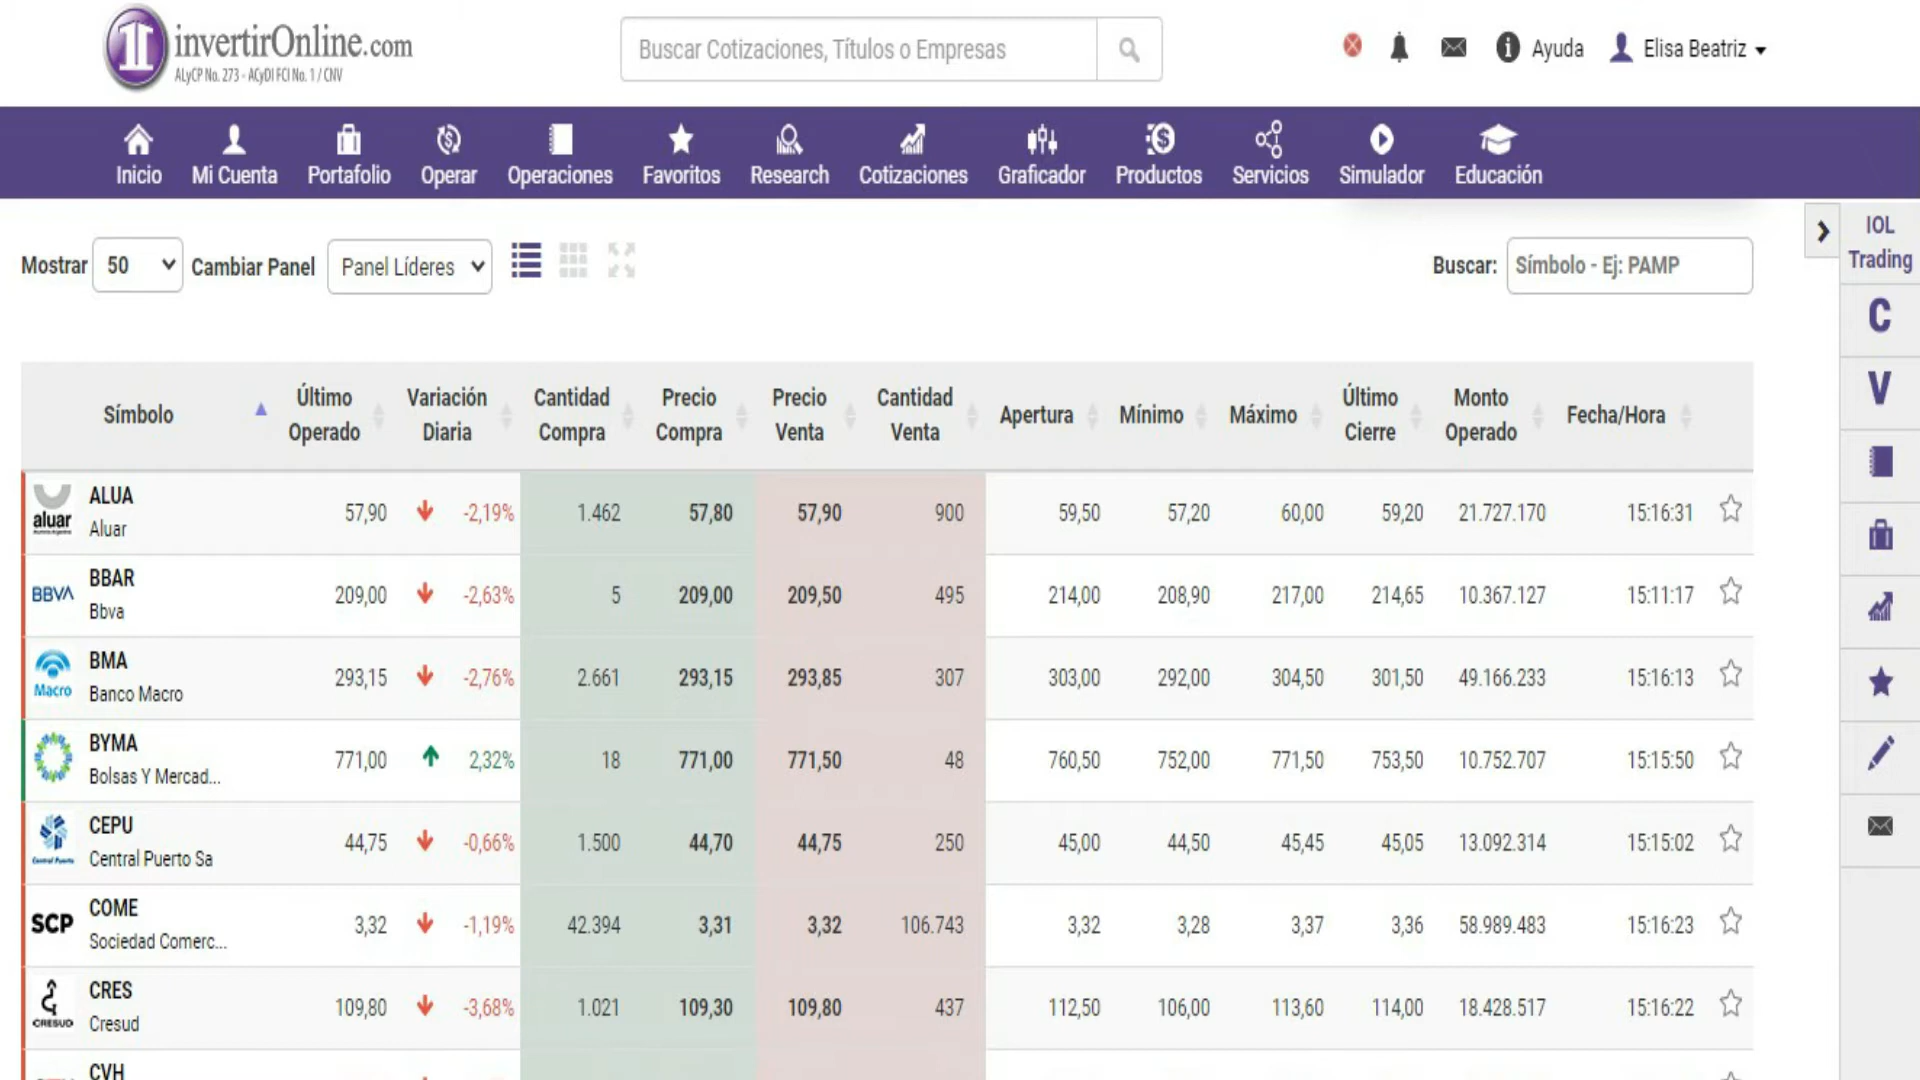 invertirOnline.com
ALyCP No. 273 - ACyDI FCI No. 1 / CNV
Buscar Cotizaciones, Títulos o Empresas
Ayuda
Elisa Beatriz
Inicio Mi Cuenta Portafolio Operar Operaciones Favoritos Research Cotizaciones Graficador Productos Servicios Simulador Educación
Mostrar 50 Cambiar Panel Panel Líderes
Buscar: Símbolo - Ej: PAMP
IOL
Trading
C
V
Símbolo Último Operado Variación Diaria Cantidad Compra Precio Compra Precio Venta Cantidad Venta Apertura Mínimo Máximo Último Cierre Monto Operado Fecha/Hora
aluar ALUA 57,90 -2,19% 1.462 57,80 57,90 900 59,50 57,20 60,00 59,20 21.727.170 15:16:31
Aluar
BBVA BBAR 209,00 -2,63% 5 209,00 209,50 495 214,00 208,90 217,00 214,65 10.367.127 15:11:17
Bbva
Macro BMA 293,15 -2,76% 2.661 293,15 293,85 307 303,00 292,00 304,50 301,50 49.166.233 15:16:13
Banco Macro
BYMA 771,00 2,32% 18 771,00 771,50 48 760,50 752,00 771,50 753,50 10.752.707 15:15:50
Bolsas Y Mercad...
Central Puerto CEPU 44,75 -0,66% 1.500 44,70 44,75 250 45,00 44,50 45,45 45,05 13.092.314 15:15:02
Central Puerto Sa
SCP COME 3,32 -1,19% 42.394 3,31 3,32 106.743 3,32 3,28 3,37 3,36 58.989.483 15:16:23
Sociedad Comerc...
CRESUD CRES 109,80 -3,68% 1.021 109,30 109,80 437 112,50 106,00 113,60 114,00 18.428.517 15:16:22
Cresud
CVH